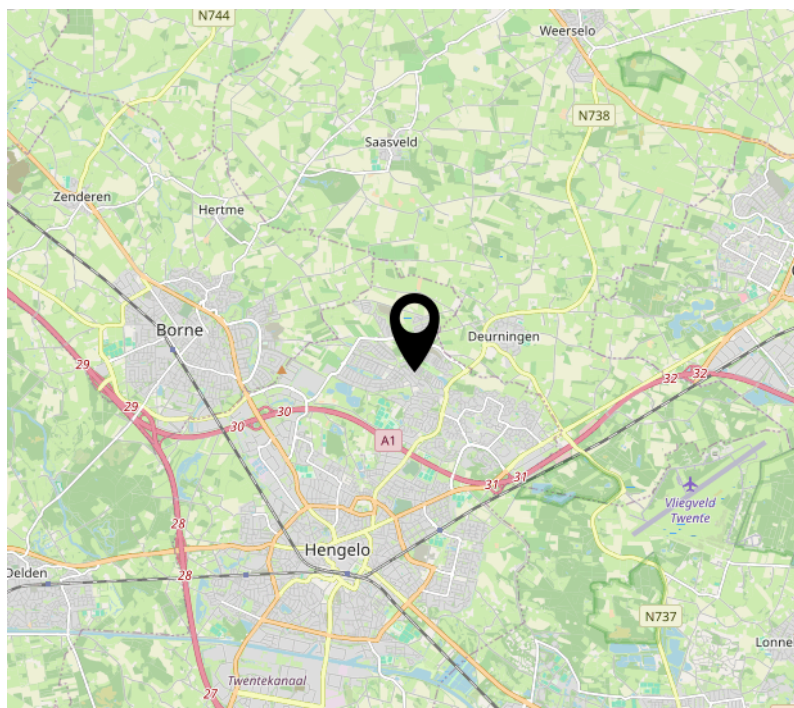 N744
Weerselo
N738
Saasveld
Zenderen
Hertme
Borne
Deurningen
29
32
32
29
30
30
A1
31
31
Vliegveld
Twente
28
Hengelo
Delden
28
N737
Lonne
Twentekanaal
27